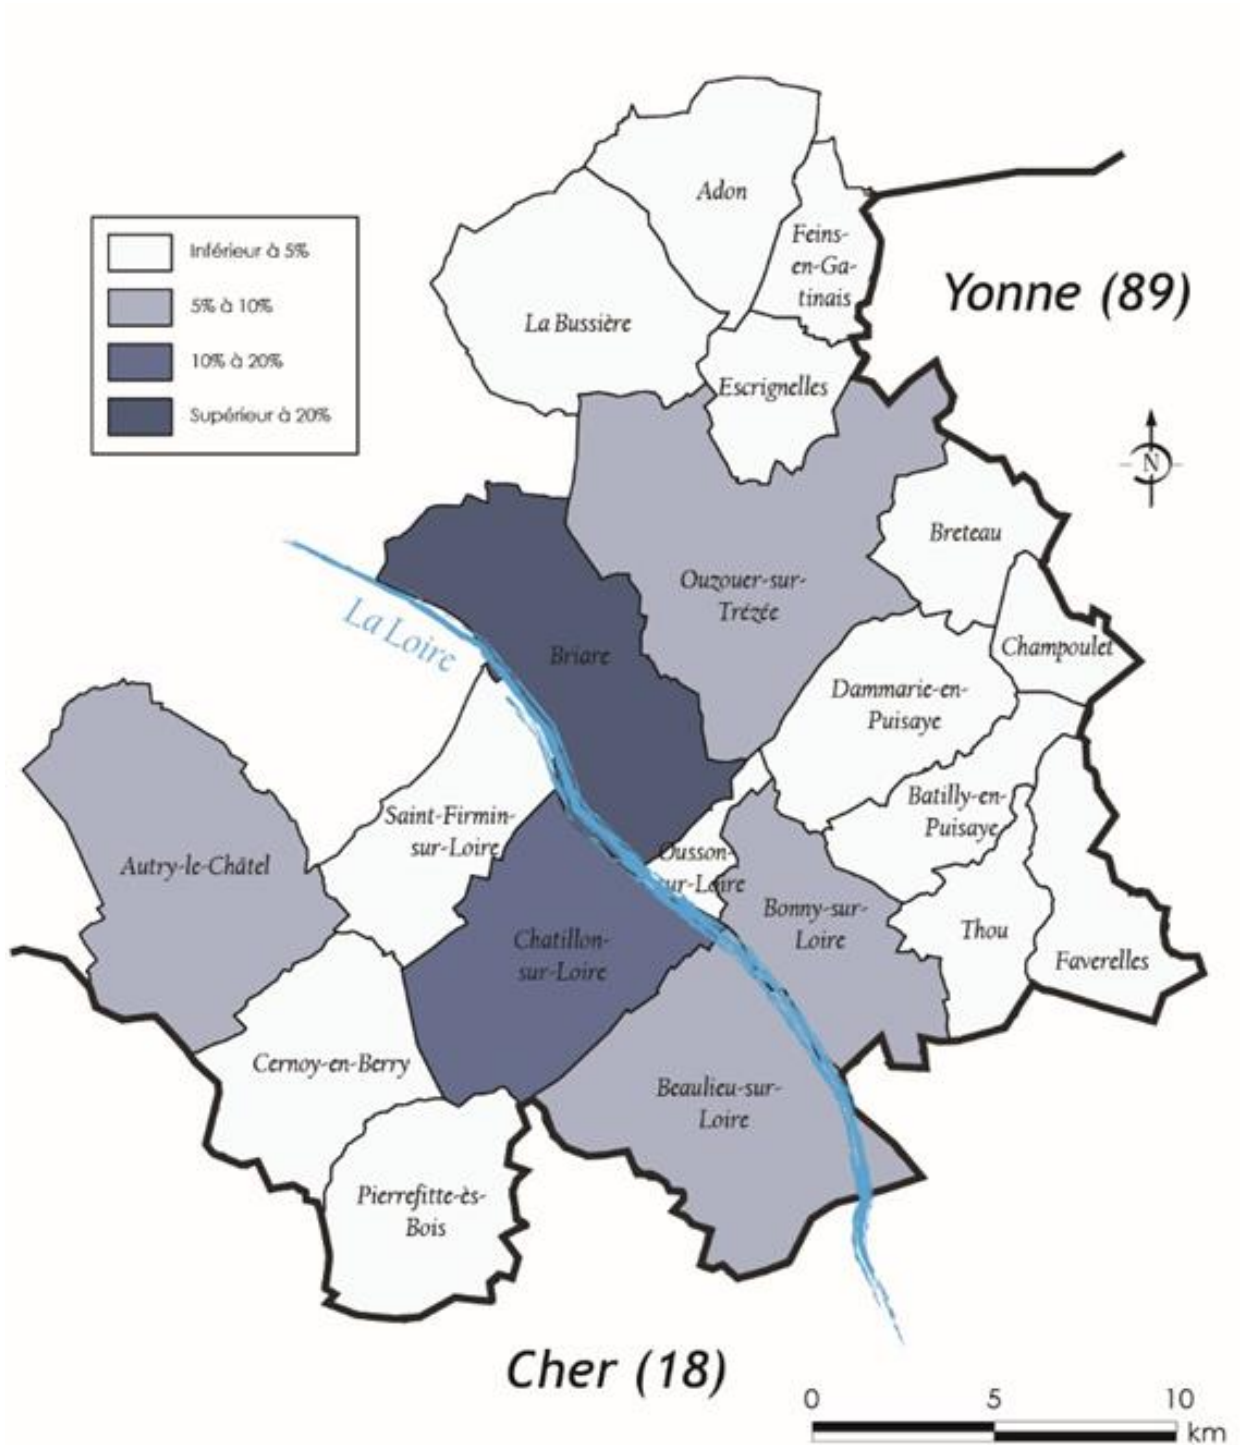 Adon
Feins-
en-Ga-
tinais
Inférieur à 5%
5% à 10%
10% à 20%
Supérieur à 20%
Yonne (89)
La Bussière
Escrignelles
N
Breteau
Ouzouer-sur-
Trézée
La Loire
Briare
Champoulet
Dammarie-en-
Puisaye
Batilly-en-
Puisaye
Saint-Firmin-
sur-Loire
Autry-le-Châtel
Ousson-
sur-Loire
Bonny-sur-
Loire
Thou
Faverelles
Chatillon-
sur-Loire
Cernoy-en-Berry
Beaulieu-sur-
Loire
Pierrefitte-ès-
Bois
Cher (18)
0 5 10
km